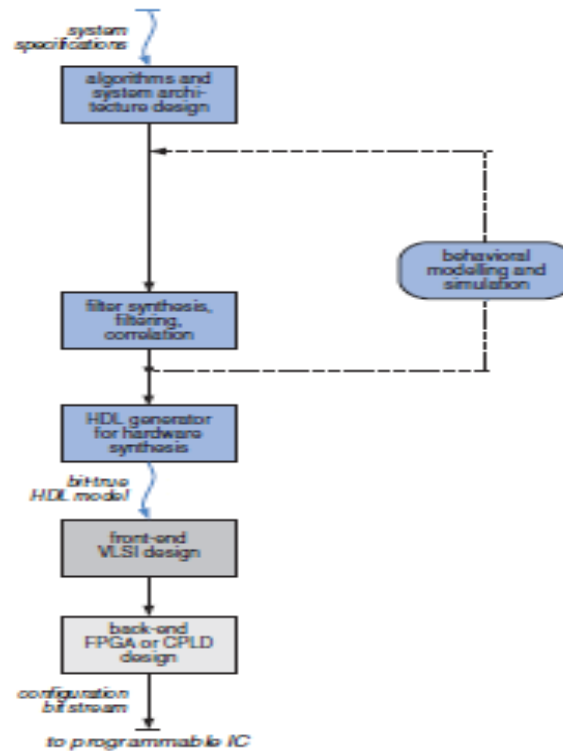 system
specifications
algorithms and
system archi-
tecture design
behavioral
modelling and
simulation
filter synthesis,
filtering,
correlation
HDL generator
for hardware
synthesis
bit-true
HDL model
front-end
VLSI design
back-end
FPGA or CPLD
design
configuration
bit stream
to programmable IC